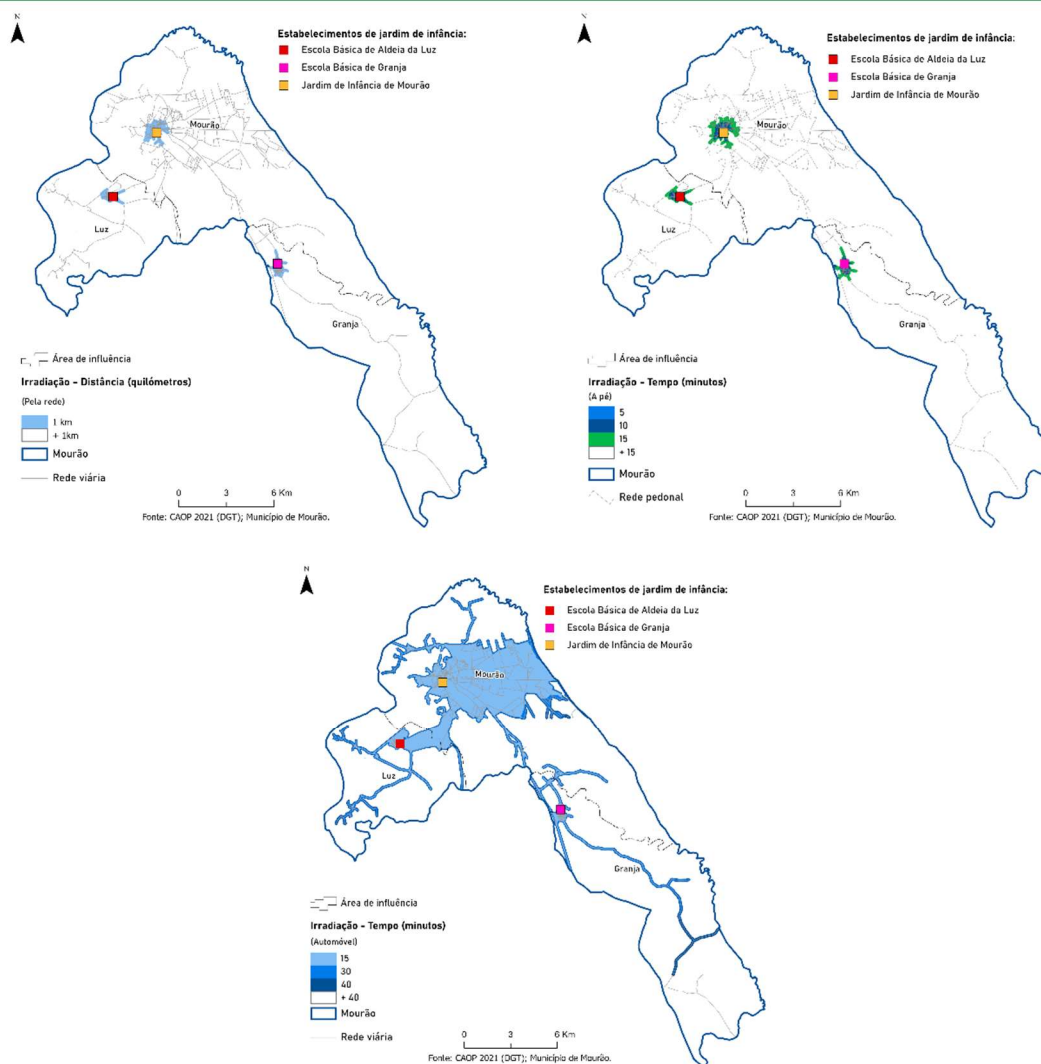 N
Estabelecimentos de jardim de infância:
Escola Básica de Aldeia da Luz
Escola Básica de Granja
Jardim de Infância de Mourão
Mourão
Luz
Granja
Área de influência
Irradiação - Distância (quilómetros)
(Pela rede)
1 km
+ 1km
Mourão
Rede viária
0 3 6 Km
Fonte: CAOP 2021 (DGT); Município de Mourão.
N
Estabelecimentos de jardim de infância:
Escola Básica de Aldeia da Luz
Escola Básica de Granja
Jardim de Infância de Mourão
Mourão
Luz
Granja
Área de influência
Irradiação - Tempo (minutos)
(A pé)
5
10
15
+ 15
Mourão
Rede pedonal
0 3 6 Km
Fonte: CAOP 2021 (DGT); Município de Mourão.
N
Estabelecimentos de jardim de infância:
Escola Básica de Aldeia da Luz
Escola Básica de Granja
Jardim de Infância de Mourão
Mourão
Luz
Granja
Área de influência
Irradiação - Tempo (minutos)
(Automóvel)
15
30
40
+ 40
Mourão
Rede viária
0 3 6 Km
Fonte: CAOP 2021 (DGT); Município de Mourão.